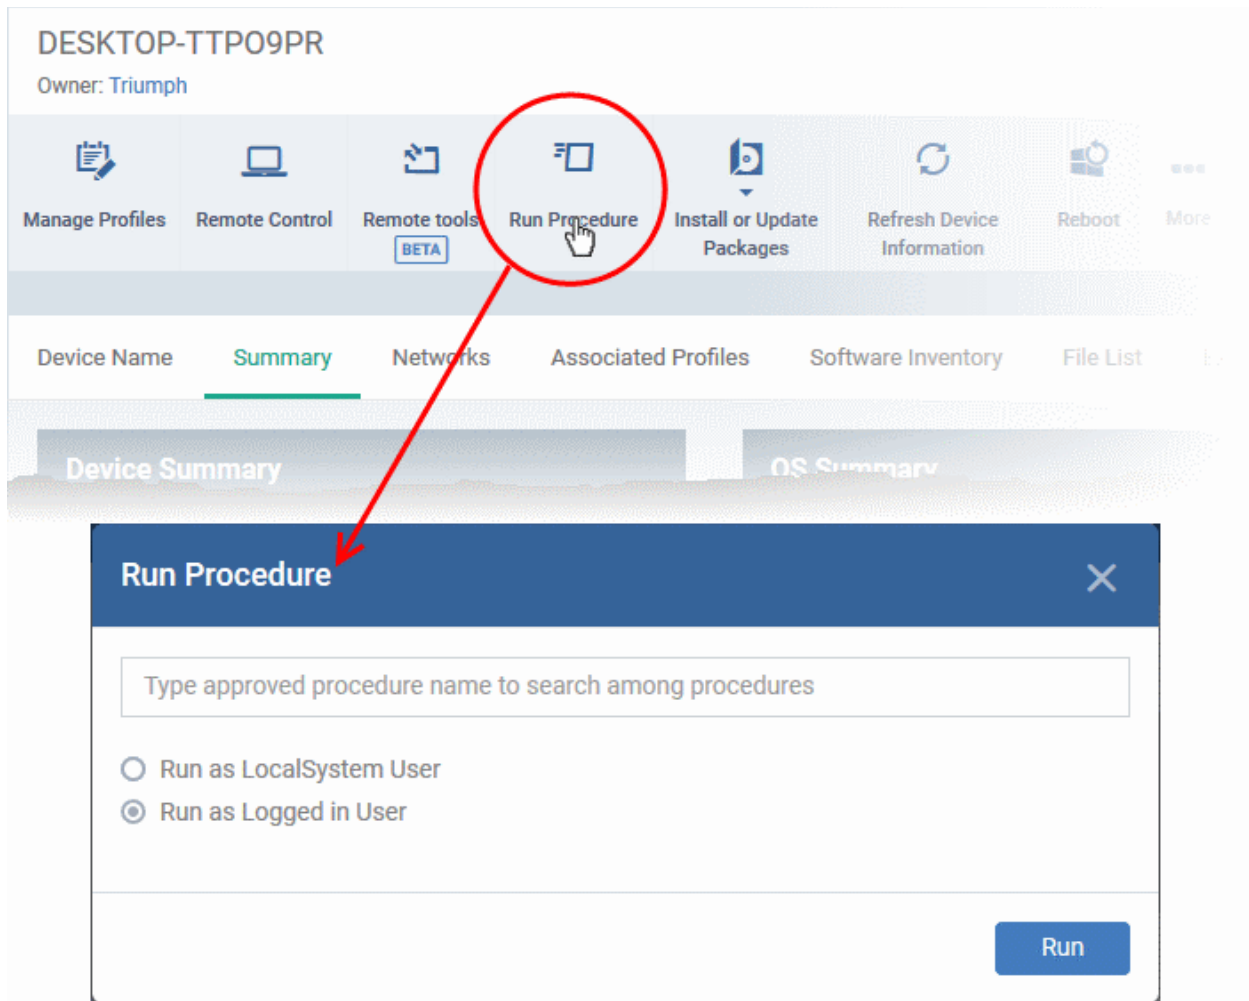 DESKTOP-TTPO9PR
Owner: Triumph
Manage Profiles
Remote Control
Remote tools
BETA
Run Procedure
Install or Update
Packages
Refresh Device
Information
Reboot
More
Device Name
Summary
Networks
Associated Profiles
Software Inventory
File List
Device Summary
OS Summary
Run Procedure
Type approved procedure name to search among procedures
Run as LocalSystem User
Run as Logged in User
Run